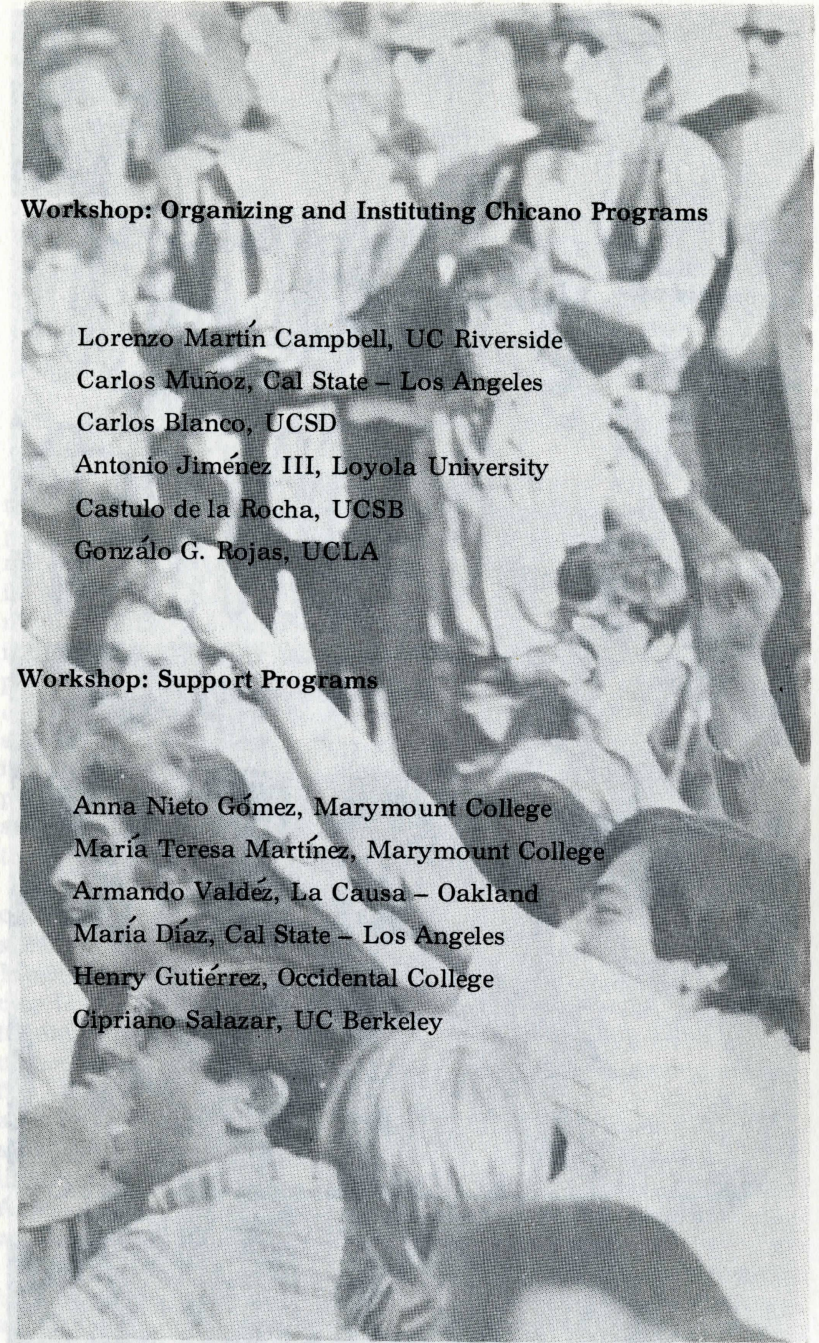 Workshop: Organizing and Instituting Chicano Programs
Lorenzo Martín Campbell, UC Riverside
Carlos Muñoz, Cal State – Los Angeles
Carlos Blanco, UCSD
Antonio Jiménez III, Loyola University
Castulo de la Rocha, UCSB
Gonzálo G. Rojas, UCLA
Workshop: Support Programs
Anna Nieto Gómez, Marymount College
María Teresa Martínez, Marymount College
Armando Valdéz, La Causa – Oakland
María Díaz, Cal State – Los Angeles
Henry Gutiérrez, Occidental College
Cipriano Salazar, UC Berkeley